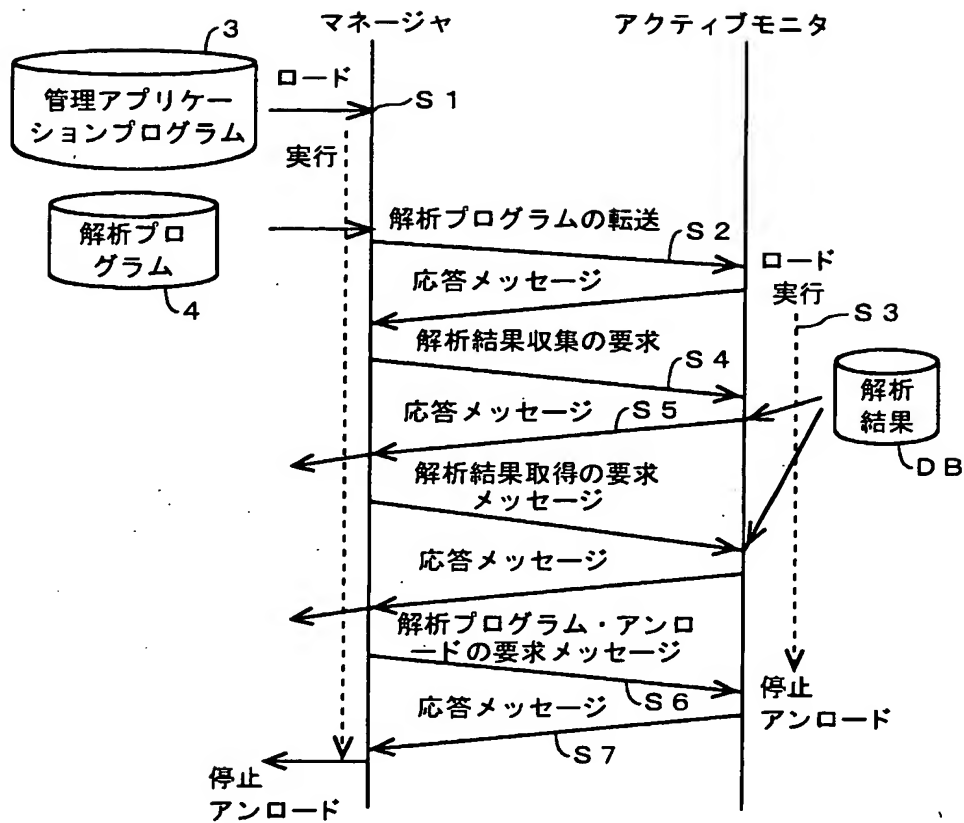 マネージャ
アクティブモニタ
3
管理アプリケー
ションプログラム
ロード
S1
実行
解析プロ
グラム
4
解析プログラムの転送
S2
ロード
実行
応答メッセージ
S3
解析結果収集の要求
S4
解析
結果
DB
応答メッセージ
S5
解析結果取得の要求
メッセージ
応答メッセージ
解析プログラム・アンロ
ードの要求メッセージ
S6
停止
アンロード
応答メッセージ
S7
停止
アンロード